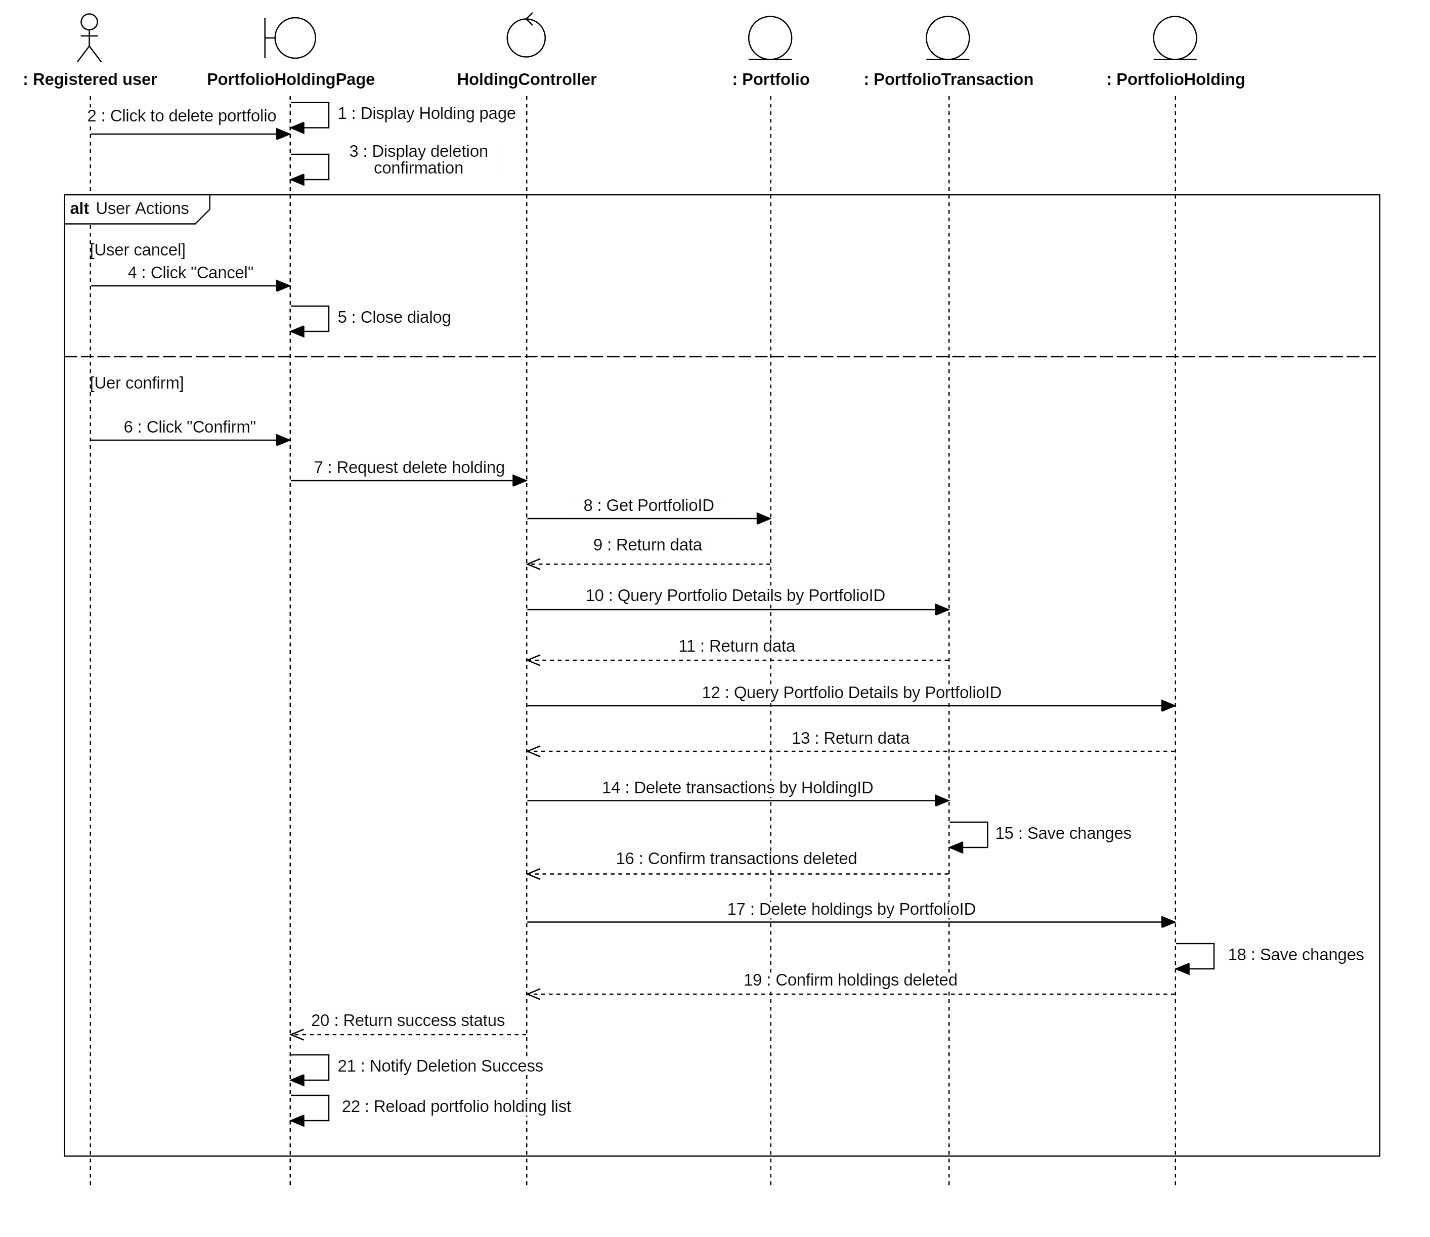 : Registered user
PortfolioHoldingPage
HoldingController
: Portfolio
: PortfolioTransaction
: PortfolioHolding
1 : Display Holding page
2 : Click to delete portfolio
3 : Display deletion
confirmation
alt User Actions
[User cancel]
4 : Click "Cancel"
5 : Close dialog
[Uer confirm]
6 : Click "Confirm"
7 : Request delete holding
8 : Get PortfolioID
9 : Return data
10 : Query Portfolio Details by PortfolioID
11 : Return data
12 : Query Portfolio Details by PortfolioID
13 : Return data
14 : Delete transactions by HoldingID
15 : Save changes
16 : Confirm transactions deleted
17 : Delete holdings by PortfolioID
18 : Save changes
19 : Confirm holdings deleted
20 : Return success status
21 : Notify Deletion Success
22 : Reload portfolio holding list